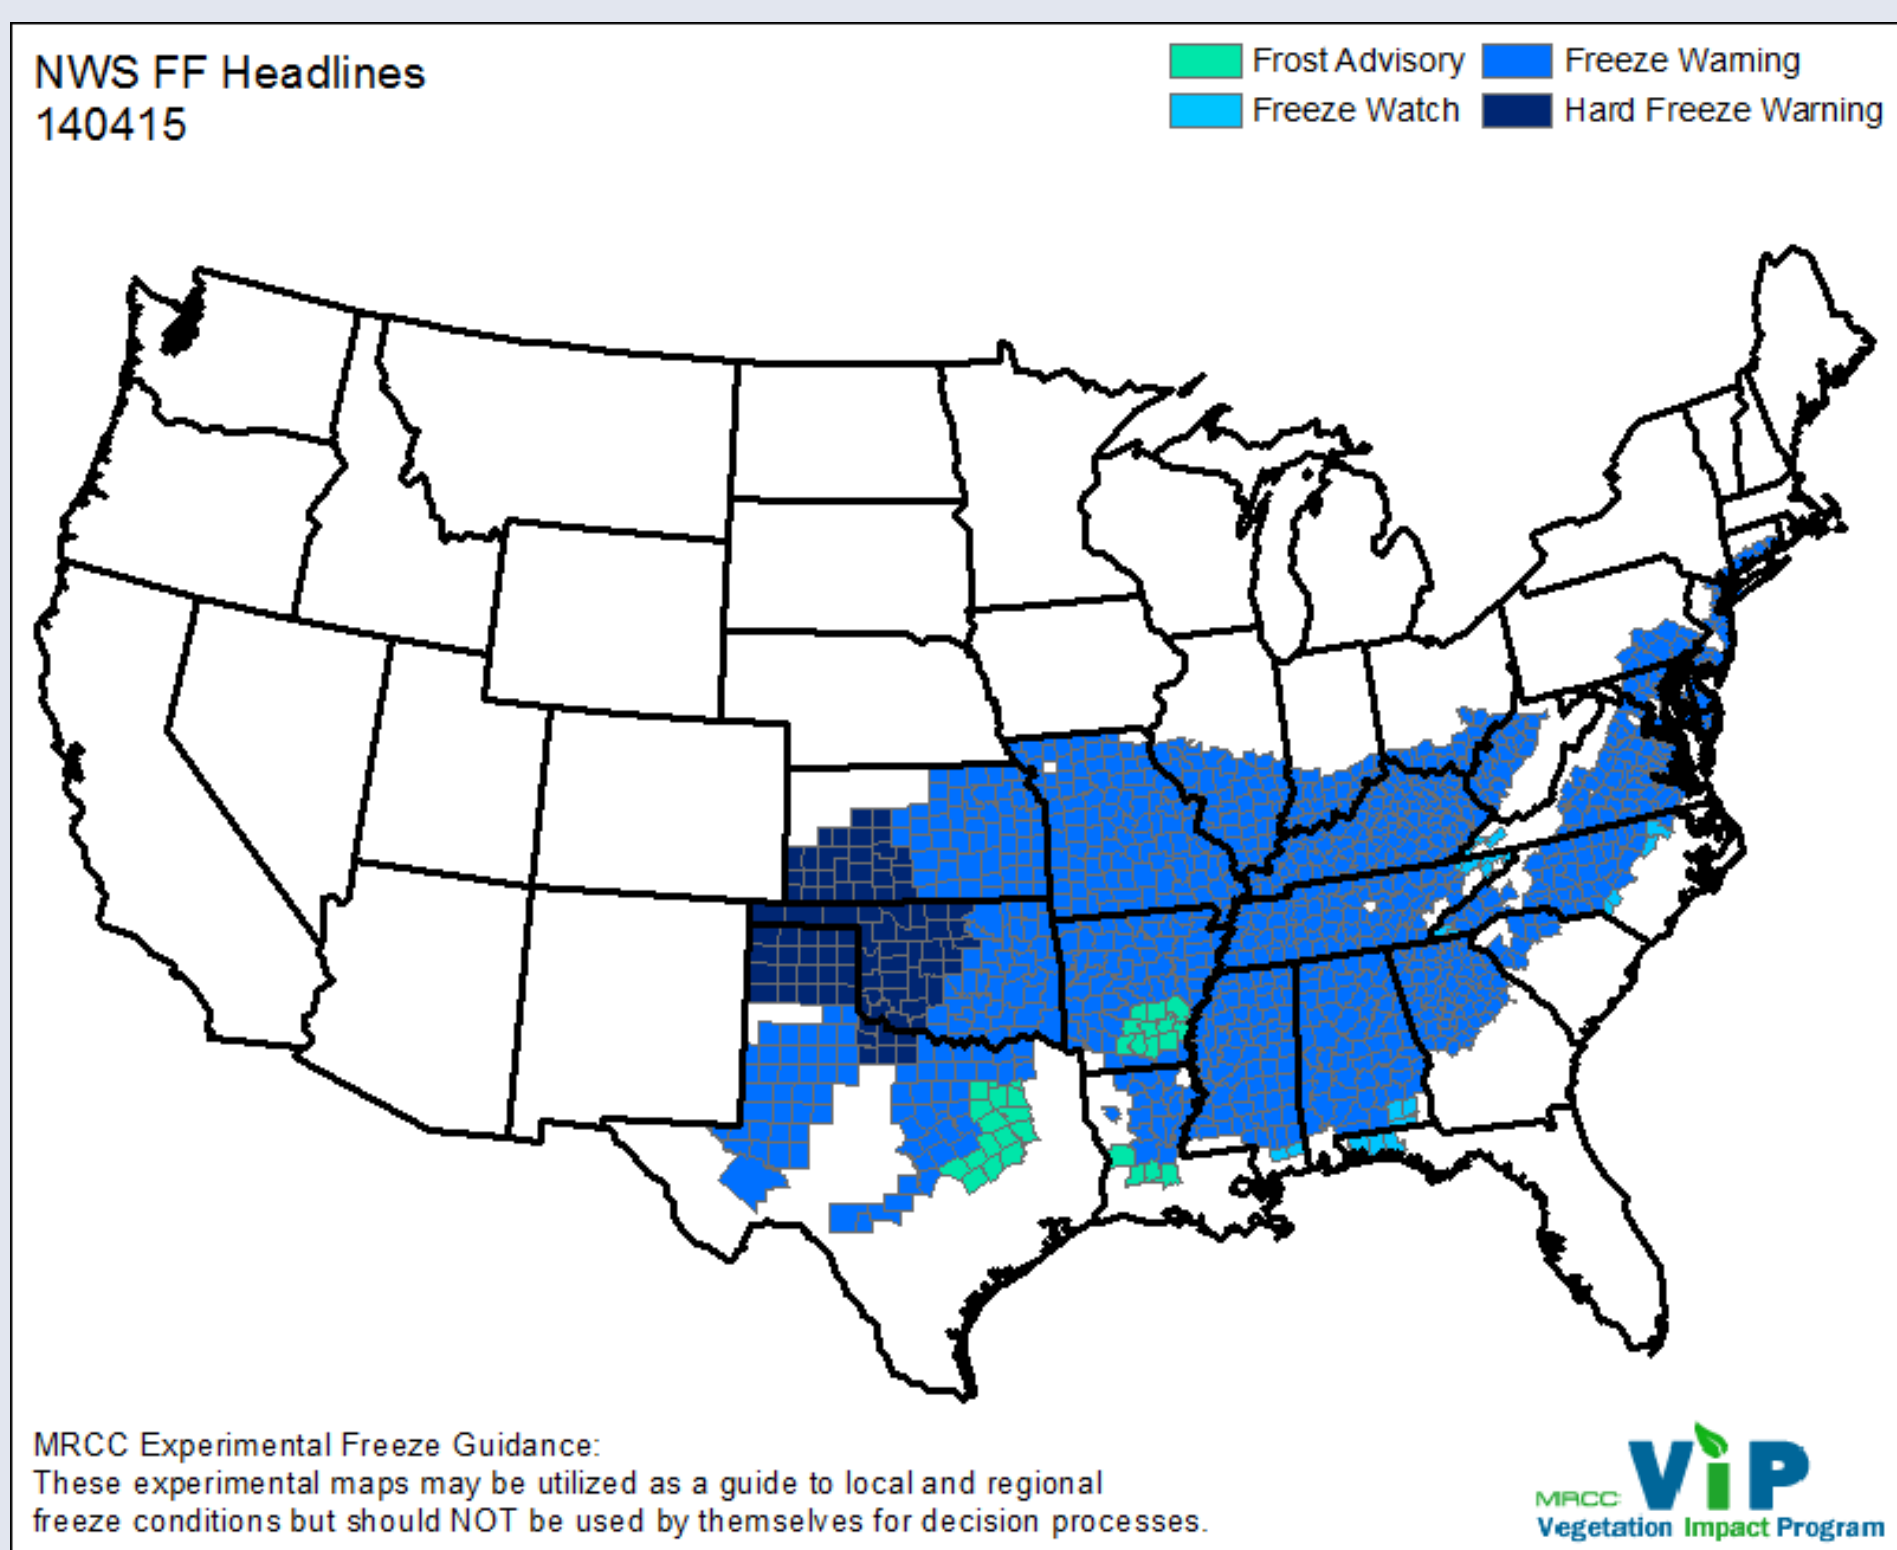 NWS FF Headlines
140415
Frost Advisory
Freeze Warning
Freeze Watch
Hard Freeze Warning
MRCC Experimental Freeze Guidance:
These experimental maps may be utilized as a guide to local and regional
freeze conditions but should NOT be used by themselves for decision processes.
MRCC ViP
Vegetation Impact Program